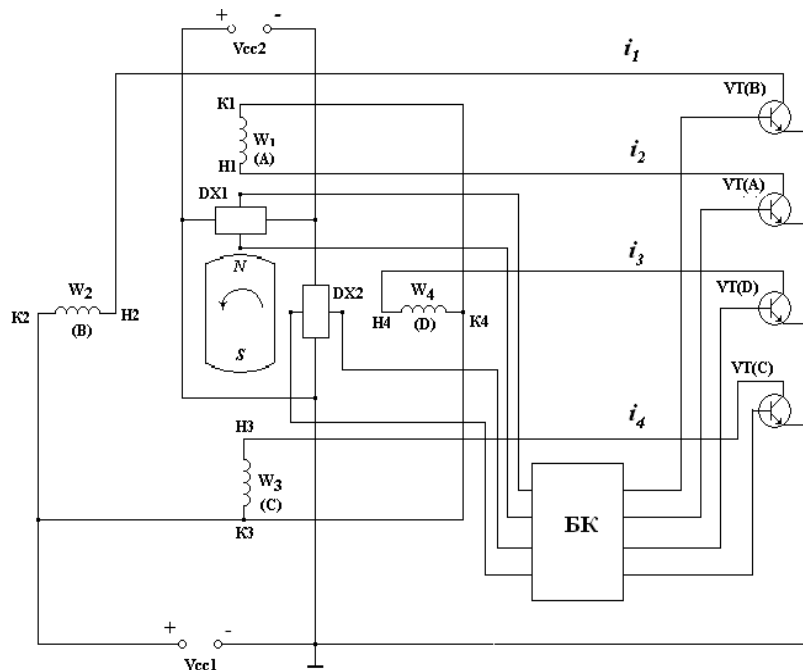 + -
Vcc2
i1
K1
VT(B)
W1
(A)
H1
i2
DX1
VT(A)
N
i3
W2
DX2
W4
VT(D)
K2
(B)
H2
H4
(D)
K4
S
VT(C)
H3
i4
W3
(C)
БК
K3
+ -
Vcc1